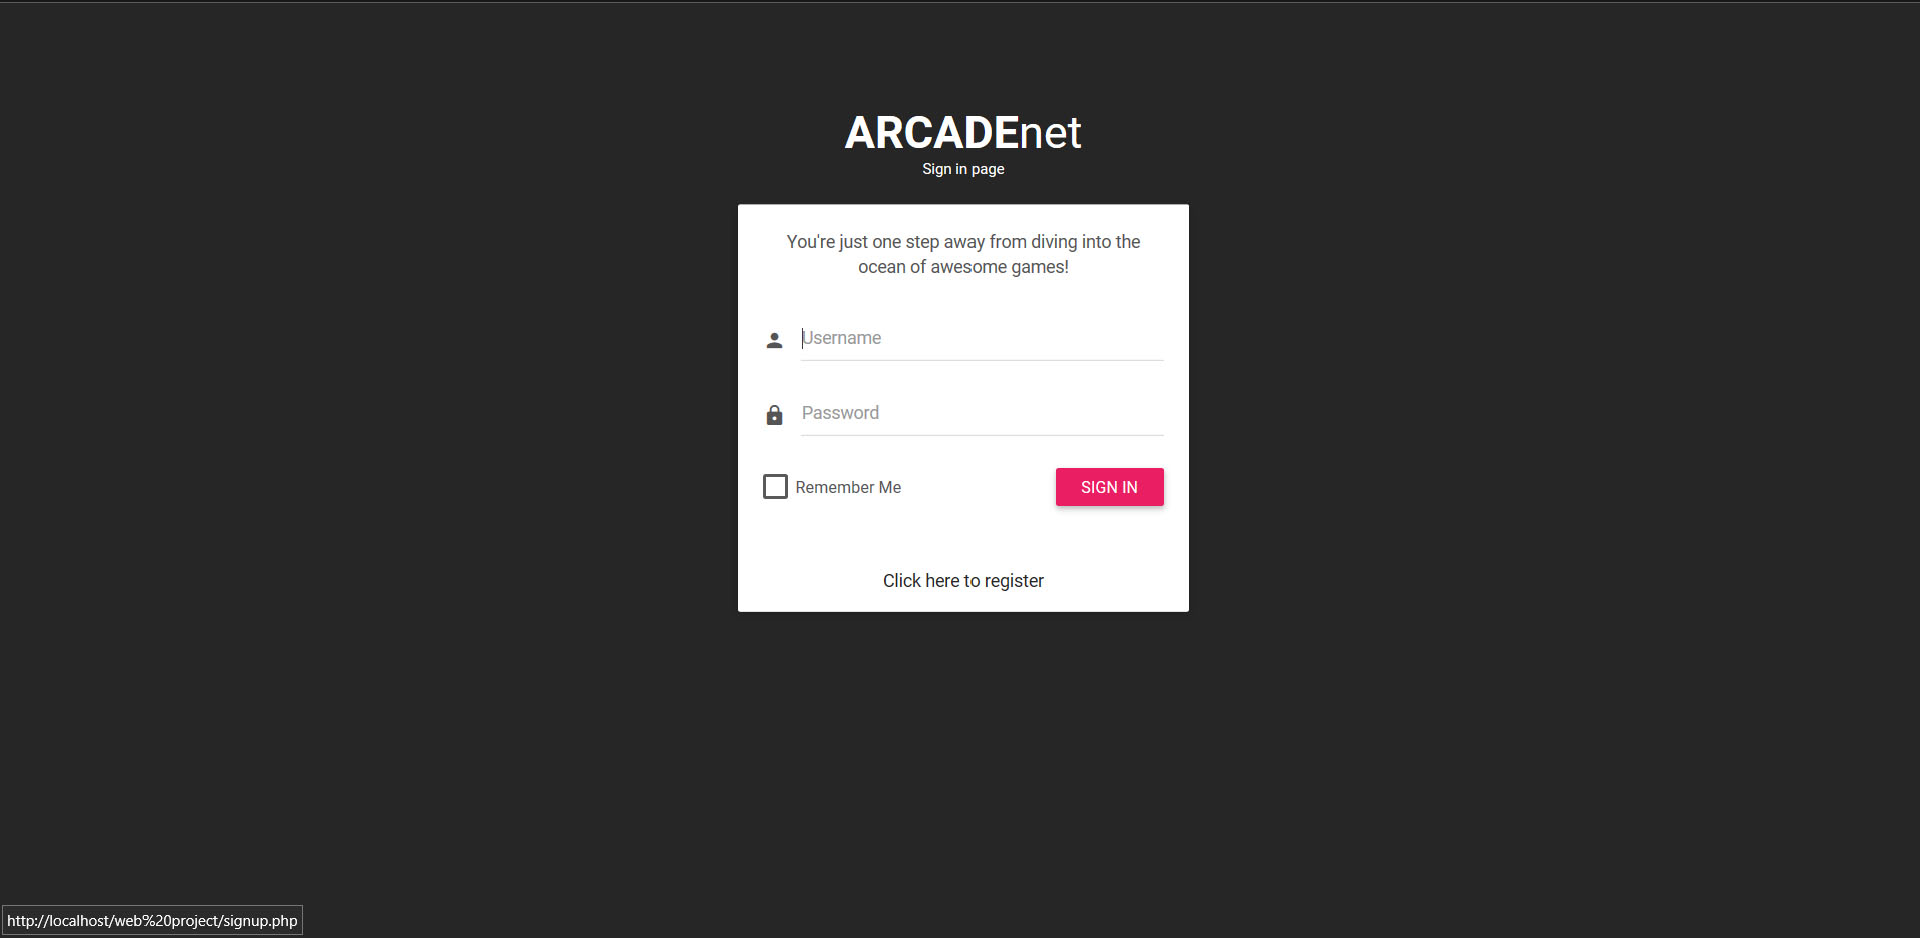 ARCADEnet
Sign in page
You're just one step away from diving into the
ocean of awesome games!
Username
Password
Remember Me
SIGN IN
Click here to register
http://localhost/web%20project/signup.php